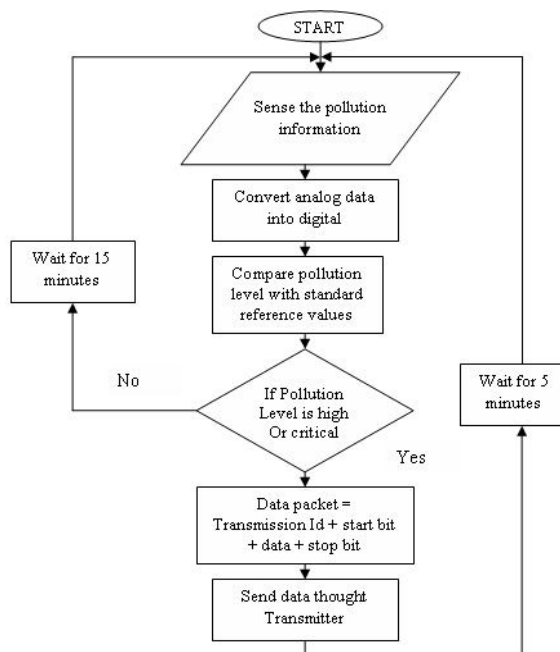 START
Sense the pollution
information
Convert analog data
into digital
Wait for 15
minutes
Compare pollution
level with standard
reference values
No
If Pollution
Level is high
Or critical
Wait for 5
minutes
Yes
Data packet =
Transmission Id + start bit
+ data + stop bit
Send data thought
Transmitter